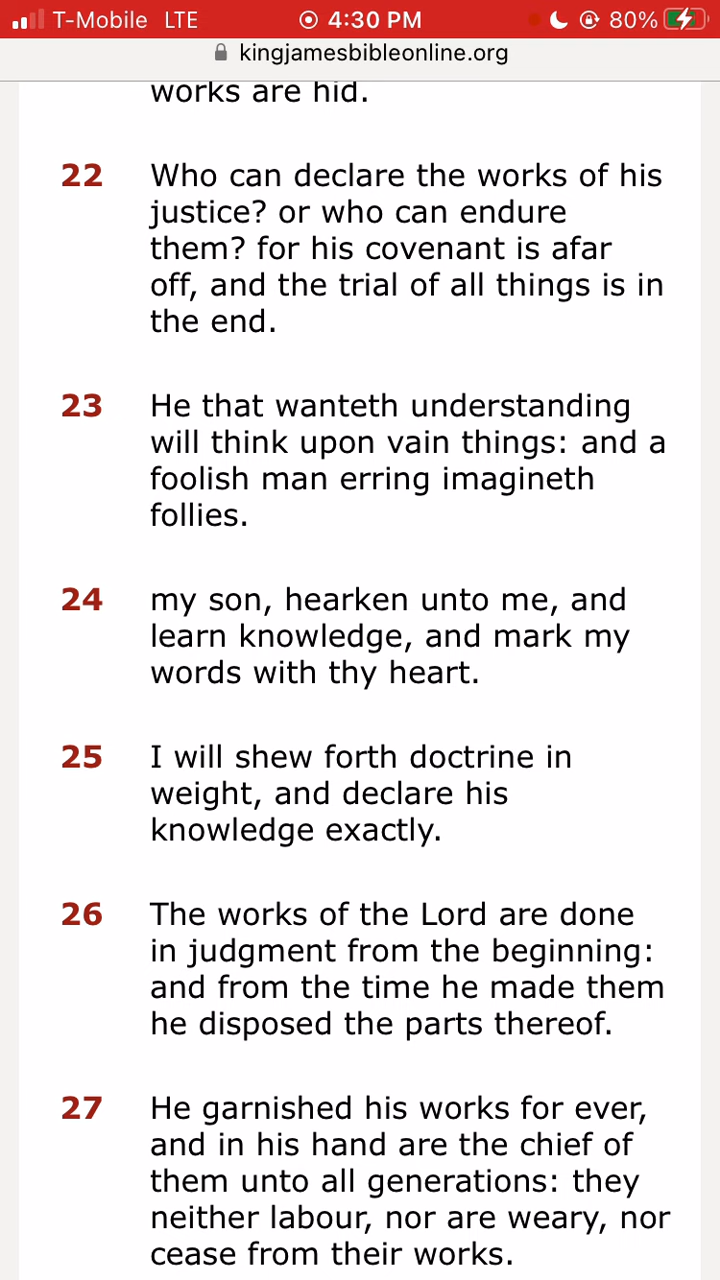 T-Mobile LTE 4:30 PM 80%
kingjamesbibleonline.org
works are hid.
22 Who can declare the works of his
justice? or who can endure
them? for his covenant is afar
off, and the trial of all things is in
the end.
23 He that wanteth understanding
will think upon vain things: and a
foolish man erring imagineth
follies.
24 my son, hearken unto me, and
learn knowledge, and mark my
words with thy heart.
25 I will shew forth doctrine in
weight, and declare his
knowledge exactly.
26 The works of the Lord are done
in judgment from the beginning:
and from the time he made them
he disposed the parts thereof.
27 He garnished his works for ever,
and in his hand are the chief of
them unto all generations: they
neither labour, nor are weary, nor
cease from their works.